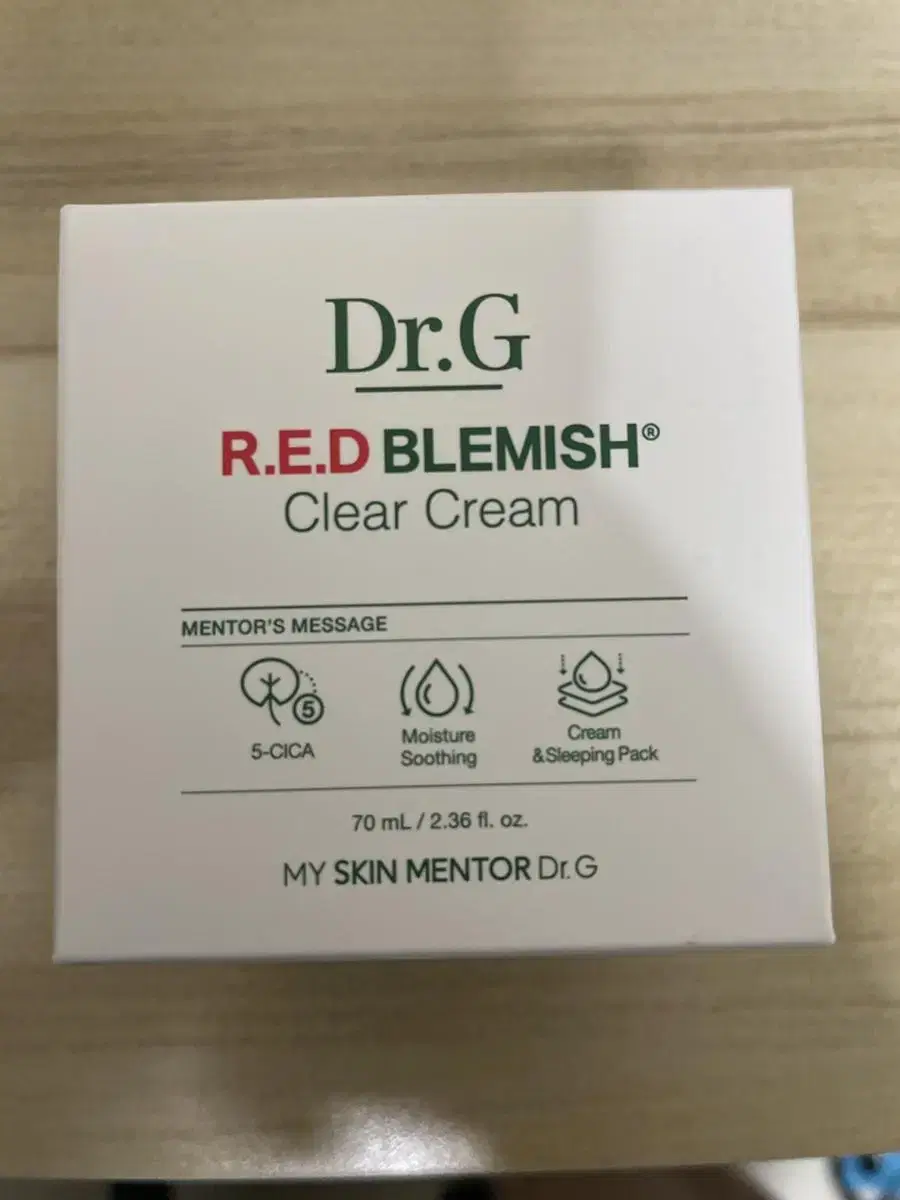 Dr.G
R.E.D BLEMISH®
Clear Cream
MENTOR'S MESSAGE
5
5-CICA
Moisture
Soothing
Cream
&Sleeping Pack
70 mL / 2.36 fl. oz.
MY SKIN MENTOR Dr.G